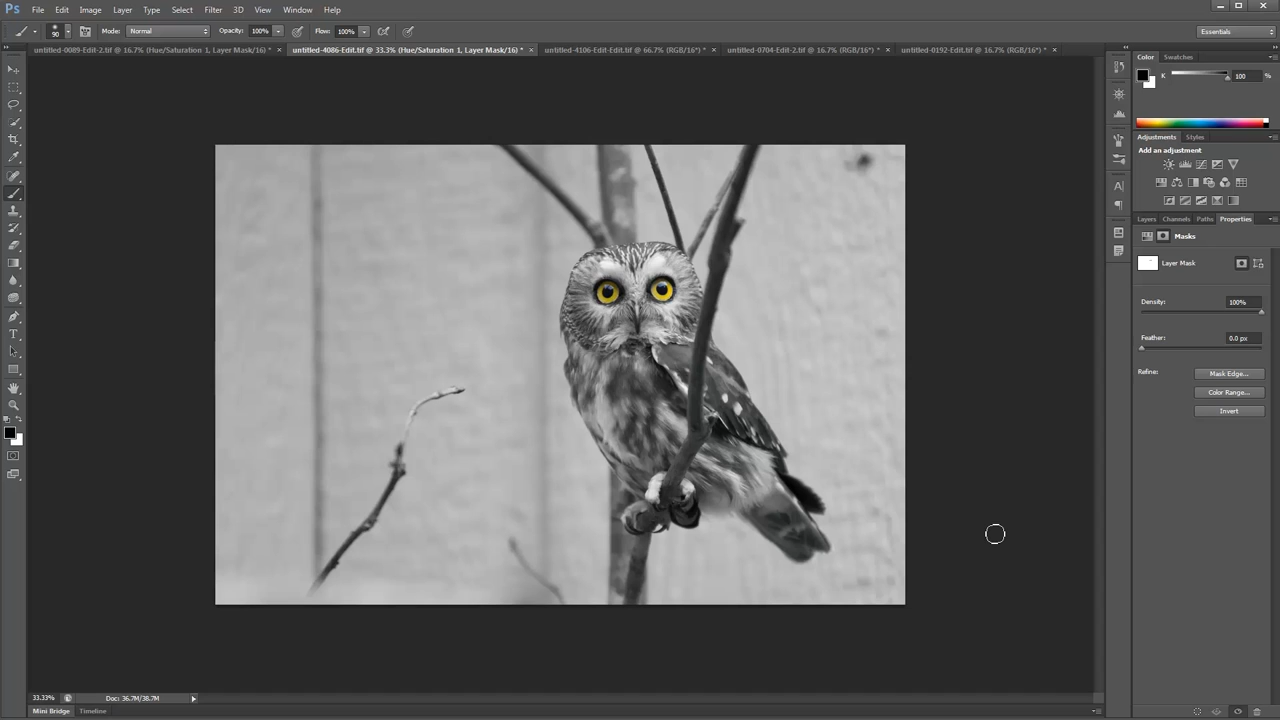 Ps File Edit Image Layer Type Select Filter 3D View Window Help
90 Mode: Normal Opacity: 100% Flow: 100% Essentials
untitled-0089-Edit-2.tif @ 16.7% (Hue/Saturation 1, Layer Mask/16) * × untitled-4086-Edit.tif @ 33.3% (Hue/Saturation 1, Layer Mask/16) * × untitled-4106-Edit-Edit.tif @ 66.7% (RGB/16*) * × untitled-0704-Edit-2.tif @ 16.7% (RGB/16*) * × untitled-0192-Edit.tif @ 16.7% (RGB/16*) * ×
Color Swatches
K 100 %
Adjustments Styles
Add an adjustment
Layers Channels Paths Properties
Masks
Layer Mask
Density: 100%
Feather: 0.0 px
Refine: Mask Edge...
Color Range...
Invert
33.33% Doc: 36.7M/38.7M
Mini Bridge Timeline